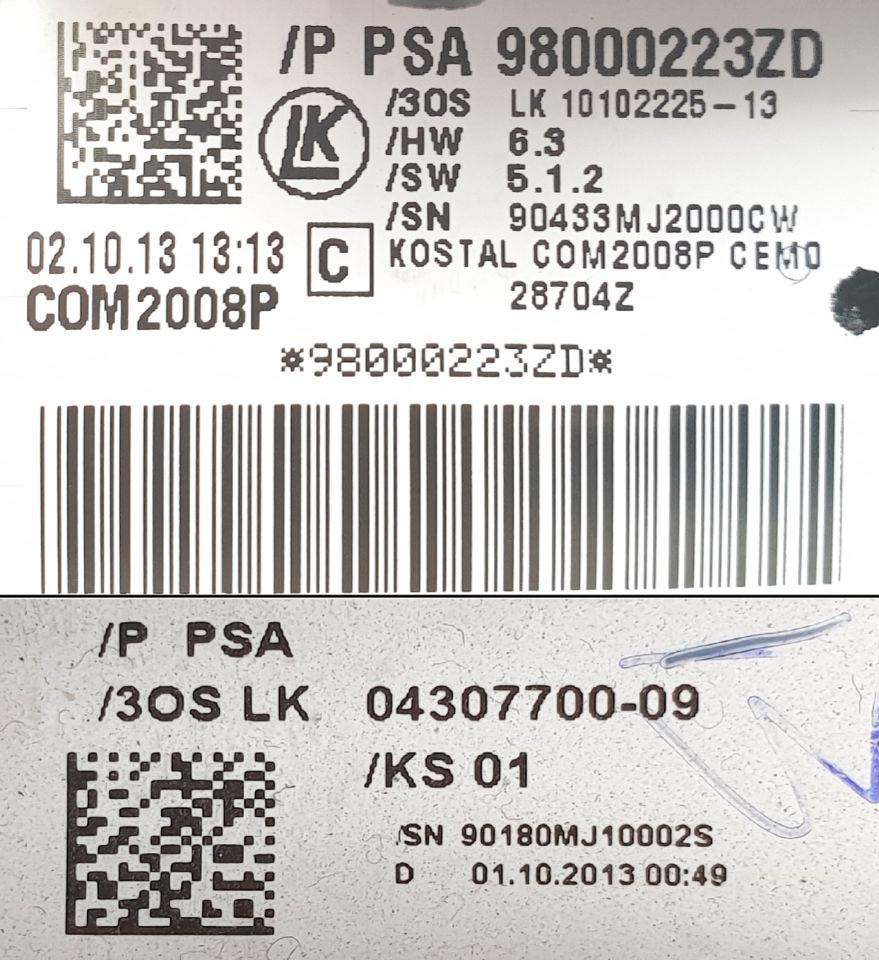 /P PSA 98000223ZD
LK
/3OS LK 10102225-13
/HW 6.3
/SW 5.1.2
/SN 90433MJ2000CW
02.10.13 13:13 C KOSTAL COM2008P CEM0
COM2008P 28704Z
*98000223ZD*
/P PSA
/3OS LK 04307700-09
/KS 01
/SN 90180MJ10002S
D 01.10.2013 00:49